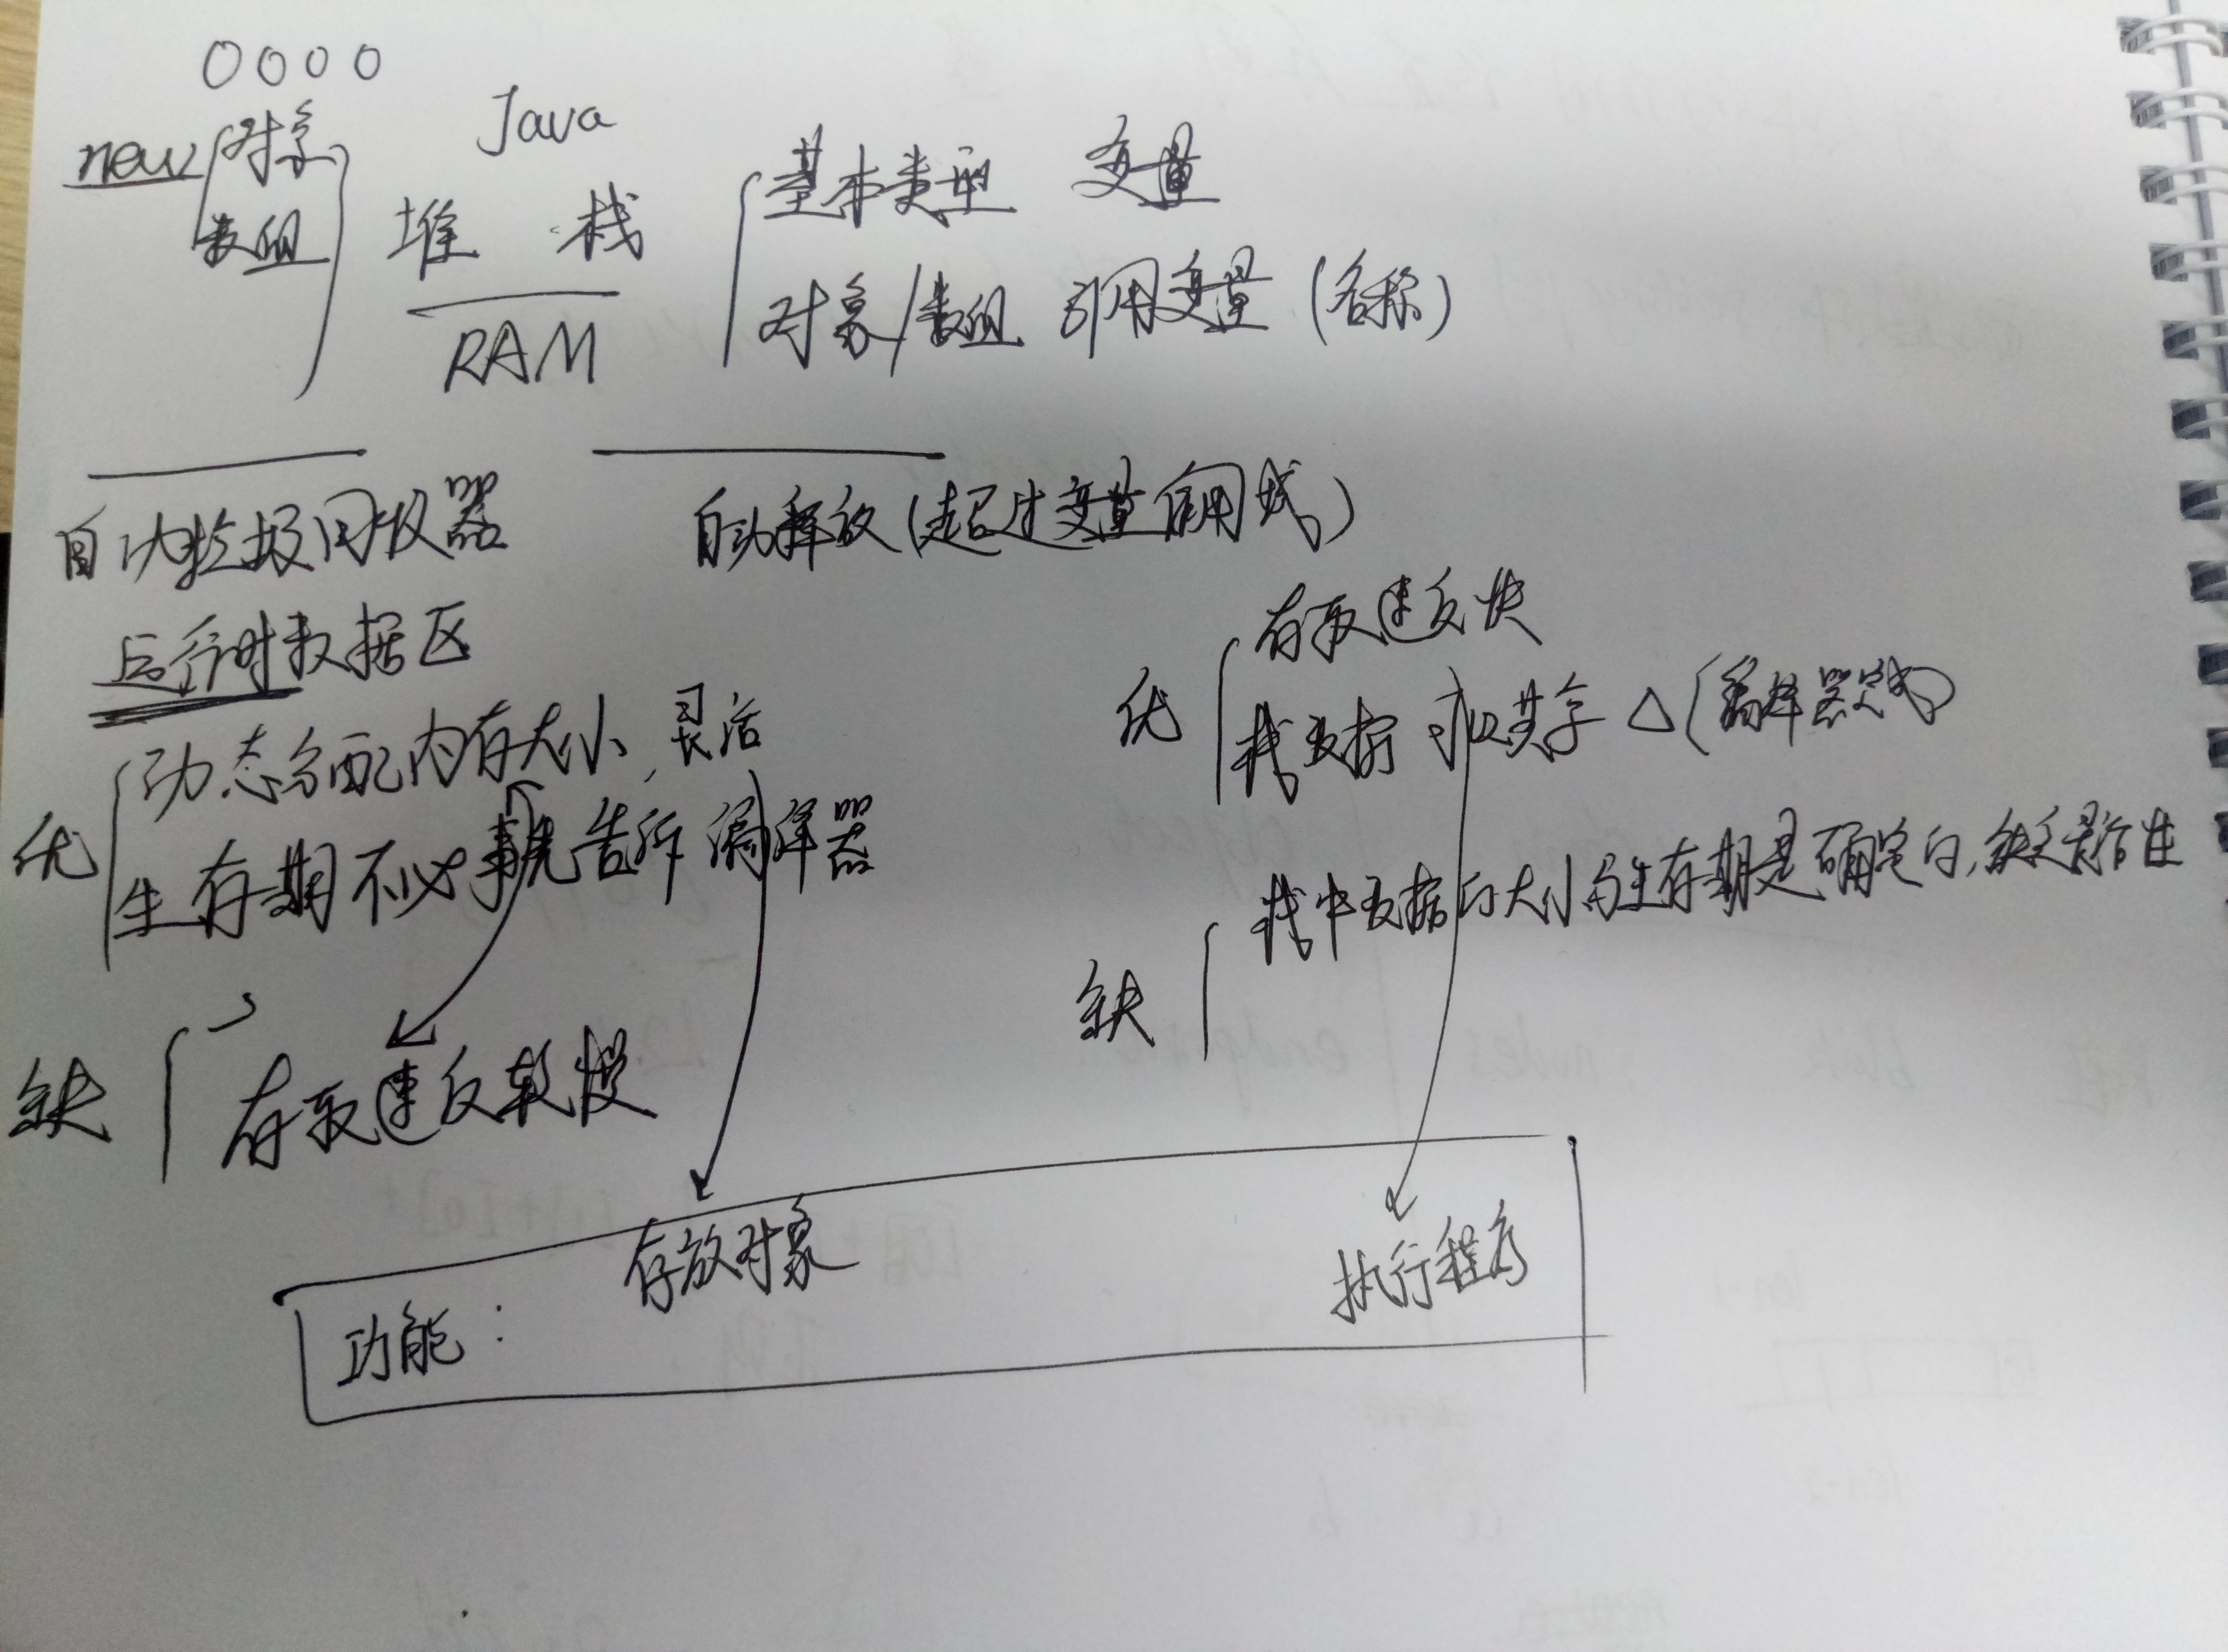 0000
Java
new 对象
数组
堆 栈
RAM
基本类型 变量
对象/数组 引用变量 (名称)
自动垃圾回收器
运行时数据区
优
动态分配内存大小, 灵活
生存期不必事先告诉编译器
缺
存取速度较慢
自动释放(超过变量作用域)
优
存取速度快
栈数据 可以共享 △(编译器完成)
缺
栈中数据的大小与生存期是确定的, 缺乏灵活性
功能: 存放对象 执行程序